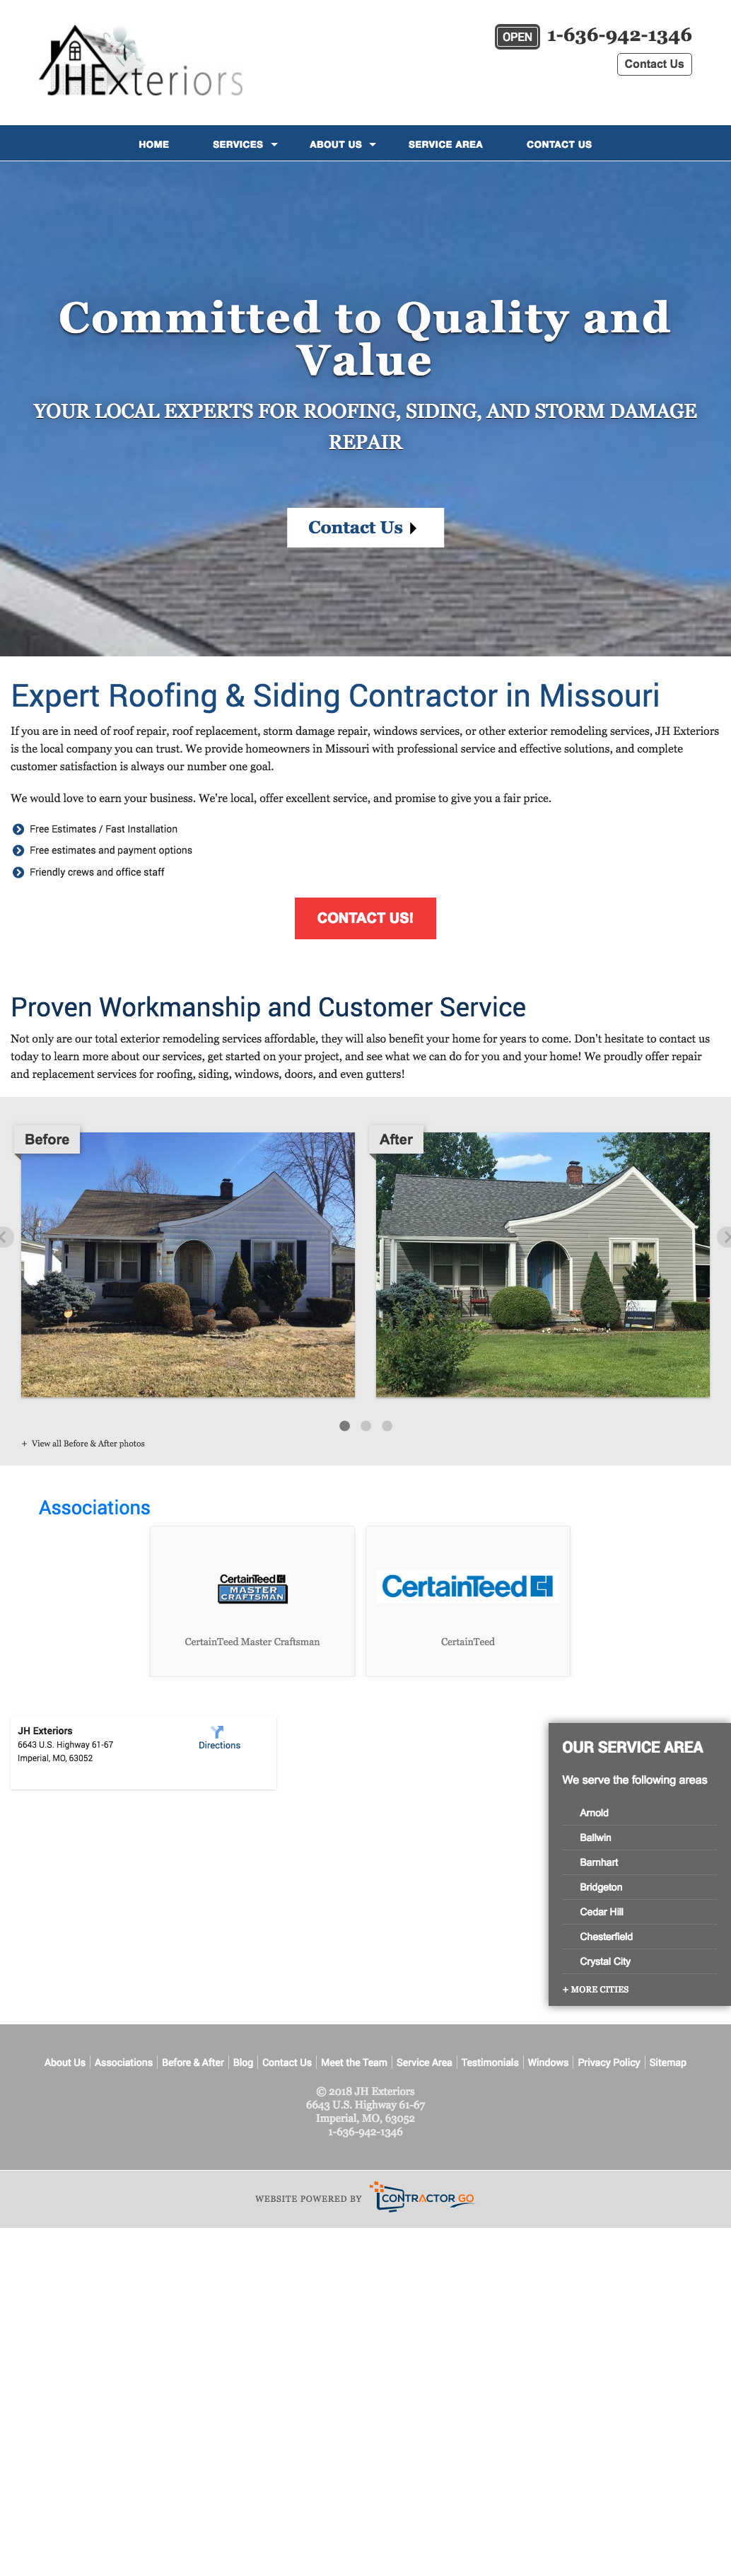 JHExteriors
OPEN 1-636-942-1346
Contact Us
HOME SERVICES ABOUT US SERVICE AREA CONTACT US
Committed to Quality and
Value
YOUR LOCAL EXPERTS FOR ROOFING, SIDING, AND STORM DAMAGE
REPAIR
Contact Us
Expert Roofing & Siding Contractor in Missouri
If you are in need of roof repair, roof replacement, storm damage repair, windows services, or other exterior remodeling services, JH Exteriors
is the local company you can trust. We provide homeowners in Missouri with professional service and effective solutions, and complete
customer satisfaction is always our number one goal.
We would love to earn your business. We're local, offer excellent service, and promise to give you a fair price.
Free Estimates / Fast Installation
Free estimates and payment options
Friendly crews and office staff
CONTACT US!
Proven Workmanship and Customer Service
Not only are our total exterior remodeling services affordable, they will also benefit your home for years to come. Don't hesitate to contact us
today to learn more about our services, get started on your project, and see what we can do for you and your home! We proudly offer repair
and replacement services for roofing, siding, windows, doors, and even gutters!
Before
After
+ View all Before & After photos
Associations
CertainTeed
MASTER
CRAFTSMAN
CertainTeed Master Craftsman
CertainTeed
CertainTeed
JH Exteriors
6643 U.S. Highway 61-67
Imperial, MO, 63052
Directions
OUR SERVICE AREA
We serve the following areas
Arnold
Ballwin
Barnhart
Bridgeton
Cedar Hill
Chesterfield
Crystal City
+ MORE CITIES
About Us | Associations | Before & After | Blog | Contact Us | Meet the Team | Service Area | Testimonials | Windows | Privacy Policy | Sitemap
© 2018 JH Exteriors
6643 U.S. Highway 61-67
Imperial, MO, 63052
1-636-942-1346
WEBSITE POWERED BY CONTRACTOR GO